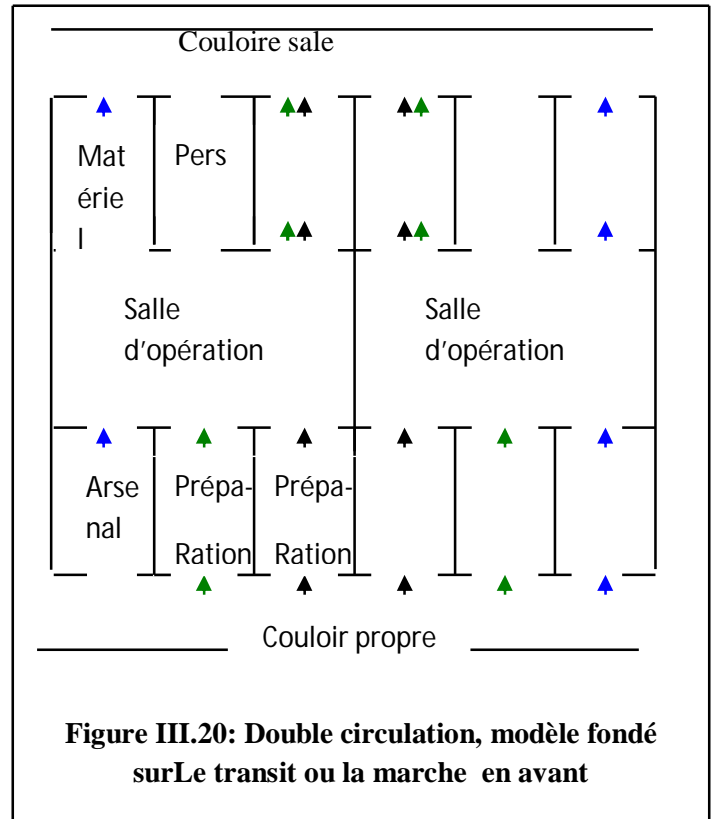 Couloire sale
Mat
érie
l
Pers
Salle
d'opération
Salle
d'opération
Arse
nal
Prépa-
Ration
Prépa-
Ration
Couloir propre
Figure III.20: Double circulation, modèle fondé
surLe transit ou la marche en avant